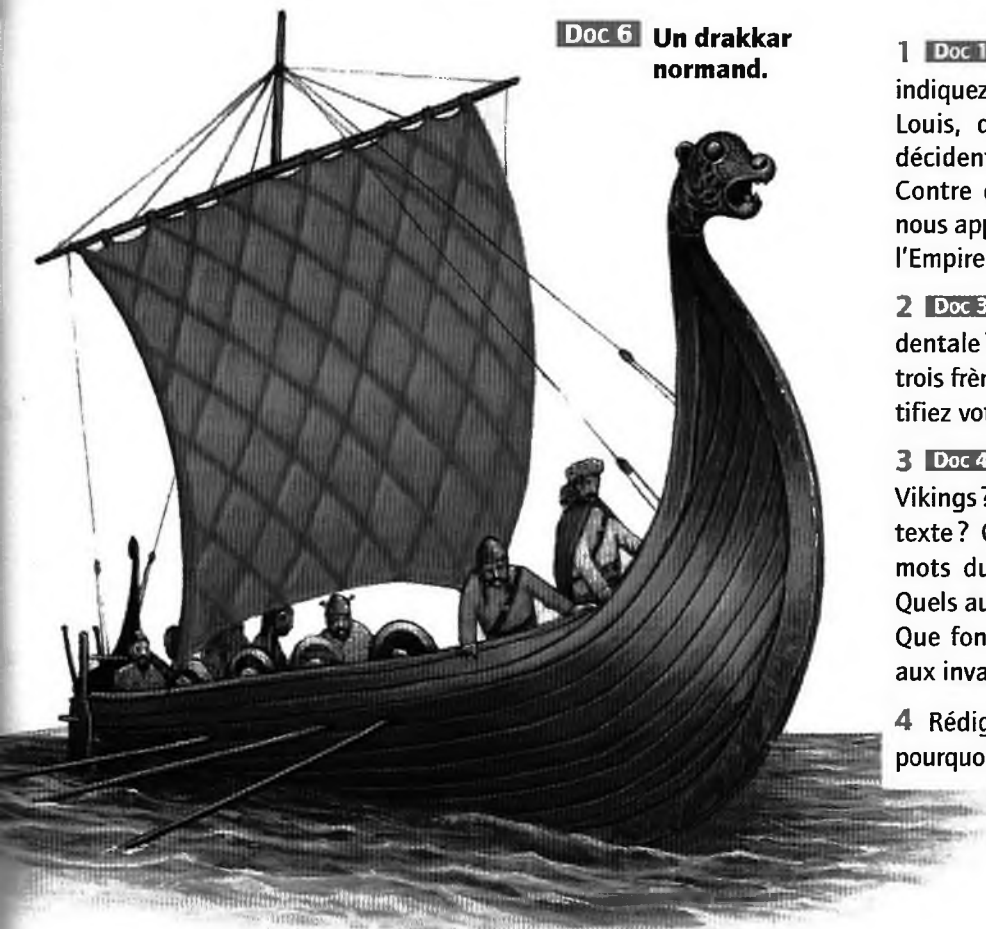 Doc 6 Un drakkar
normand.
1 Doc 1
indiquez
Louis, d
décident
Contre
nous app
l'Empire
2 Doc 3
dentale
trois frèr
tifiez vot
3 Doc 4
Vikings ?
texte ? C
mots du
Quels au
Que fon
aux inva
4 Rédig
pourquo